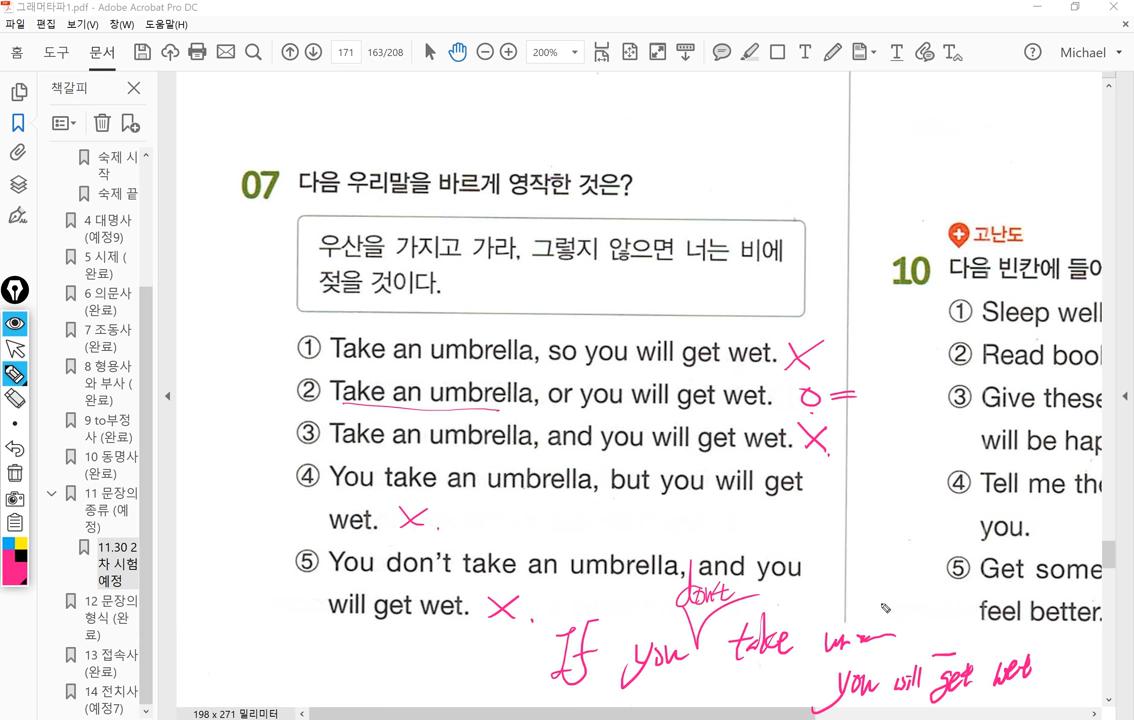 그래머타파1.pdf - Adobe Acrobat Pro DC
파일 편집 보기(V) 창(W) 도움말(H)
홈 도구 문서 171 163/208 200% Michael
책갈피
숙제 시
작
숙제 끝
4 대명사
(예정9)
5 시제 (
완료)
6 의문사
(완료)
7 조동사
(완료)
8 형용사
와 부사 (
완료)
9 to부정
사 (완료)
10 동명사
(완료)
11 문장의
종류 (예
정)
11.30 2
차 시험
예정
12 문장의
형식 (완
료)
13 접속사
(완료)
14 전치사
(예정7)
07 다음 우리말을 바르게 영작한 것은?
우산을 가지고 가라, 그렇지 않으면 너는 비에
젖을 것이다.
① Take an umbrella, so you will get wet. X
② Take an umbrella, or you will get wet. O =
③ Take an umbrella, and you will get wet. X.
④ You take an umbrella, but you will get
wet. X.
⑤ You don't take an umbrella, and you
will get wet. X.
don't
If you take
you will get wet
고난도
10 다음 빈칸에 들어
① Sleep well
② Read boo
③ Give these
will be hap
④ Tell me the
you.
⑤ Get some
feel better.
198 x 271 밀리미터